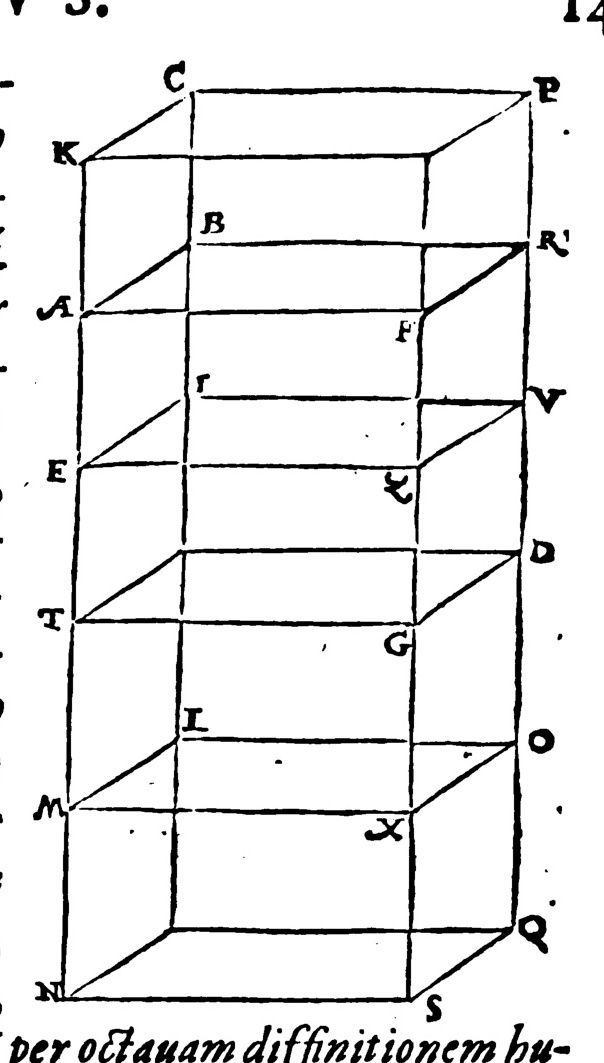 V S.
14
C P
K
B R
A F
r V
E Z
D
T G
I O
M X
Q
N S
per octauam diffinitionem hu-